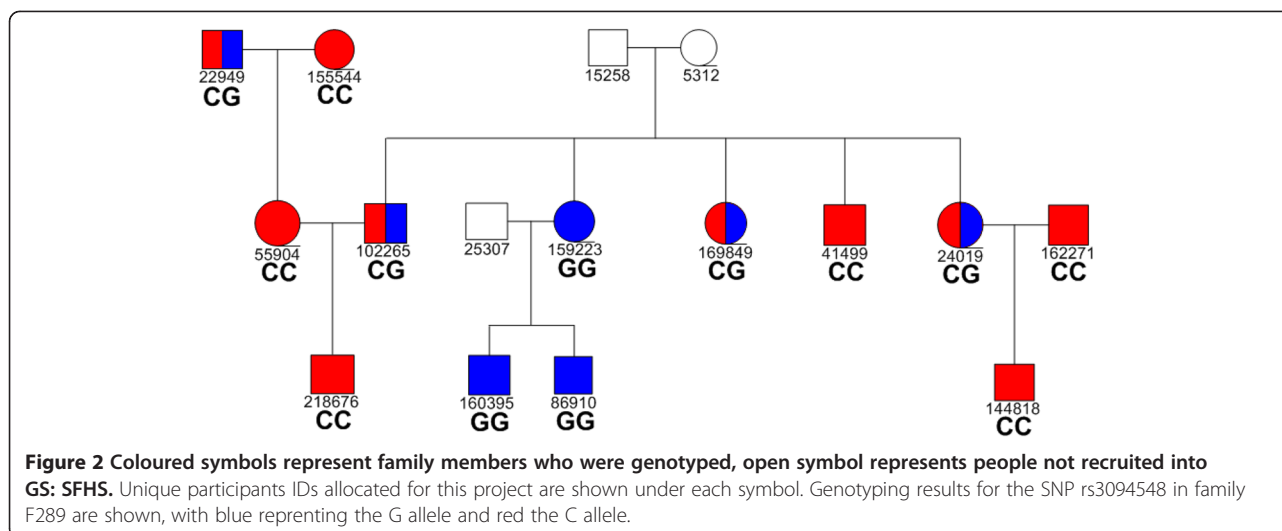 22949 155544 15258 5312
CG CC
55904 102265 25307 159223 169849 41499 24019 162271
CC CG GG CG CC CG CC
218676 160395 86910 144818
CC GG GG CC
Figure 2 Coloured symbols represent family members who were genotyped, open symbol represents people not recruited into
GS: SFHS. Unique participants IDs allocated for this project are shown under each symbol. Genotyping results for the SNP rs3094548 in family
F289 are shown, with blue reprenting the G allele and red the C allele.